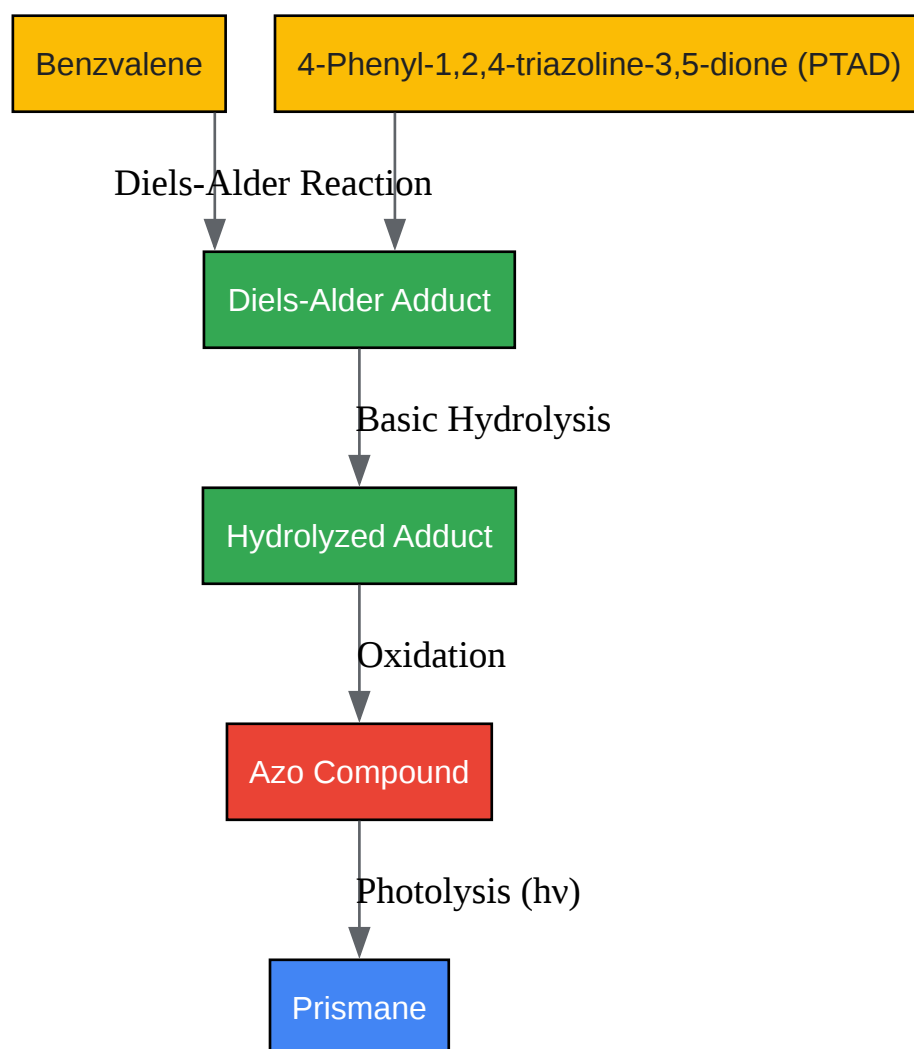 Benzvalene
4-Phenyl-1,2,4-triazoline-3,5-dione (PTAD)
Diels-Alder Reaction
Diels-Alder Adduct
Basic Hydrolysis
Hydrolyzed Adduct
Oxidation
Azo Compound
Photolysis (hν)
Prismane